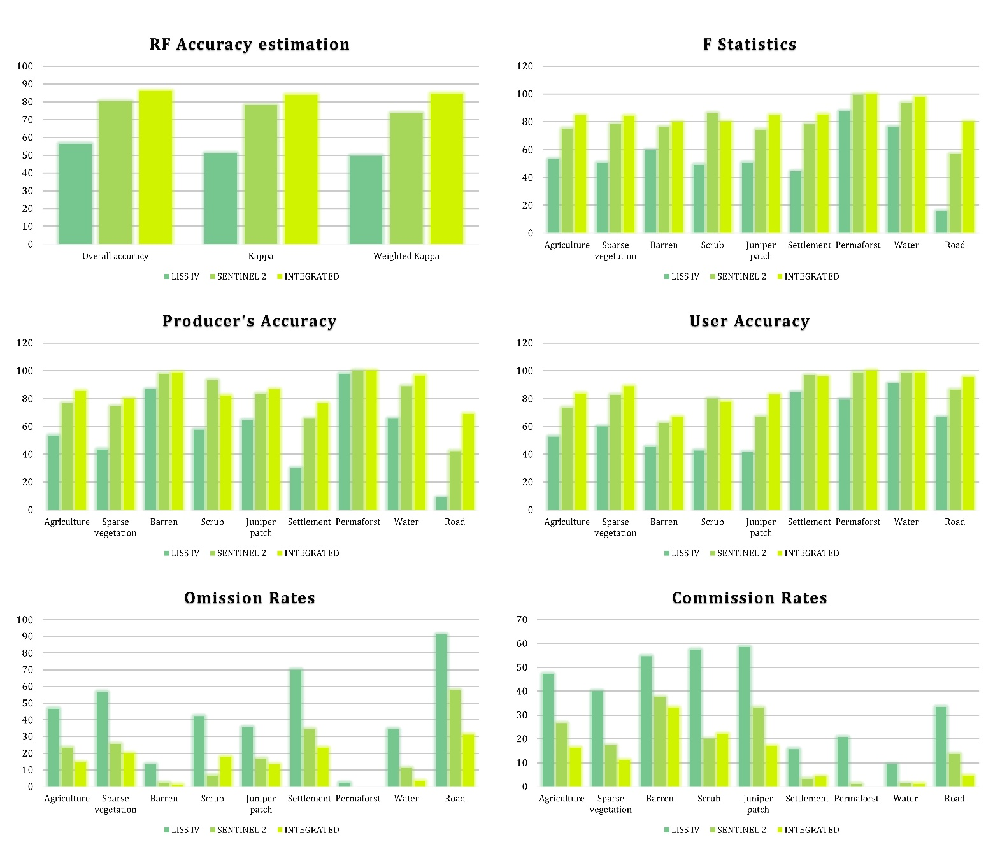 RF Accuracy estimation
100
90
80
70
60
50
40
30
20
10
0
Overall accuracy Kappa Weighted Kappa
LISS IV SENTINEL 2 INTEGRATED
F Statistics
120
100
80
60
40
20
0
Agriculture Sparse Barren Scrub Juniper Settlement Permaforst Water Road
vegetation patch
LISS IV SENTINEL 2 INTEGRATED
Producer's Accuracy
120
100
80
60
40
20
0
Agriculture Sparse Barren Scrub Juniper Settlement Permaforst Water Road
vegetation patch
LISS IV SENTINEL 2 INTEGRATED
User Accuracy
120
100
80
60
40
20
0
Agriculture Sparse Barren Scrub Juniper Settlement Permaforst Water Road
vegetation patch
LISS IV SENTINEL 2 INTEGRATED
Omission Rates
100
90
80
70
60
50
40
30
20
10
0
Agriculture Sparse Barren Scrub Juniper Settlement Permaforst Water Road
vegetation patch
LISS IV SENTINEL 2 INTEGRATED
Commission Rates
70
60
50
40
30
20
10
0
Agriculture Sparse Barren Scrub Juniper Settlement Permaforst Water Road
vegetation patch
LISS IV SENTINEL 2 INTEGRATED